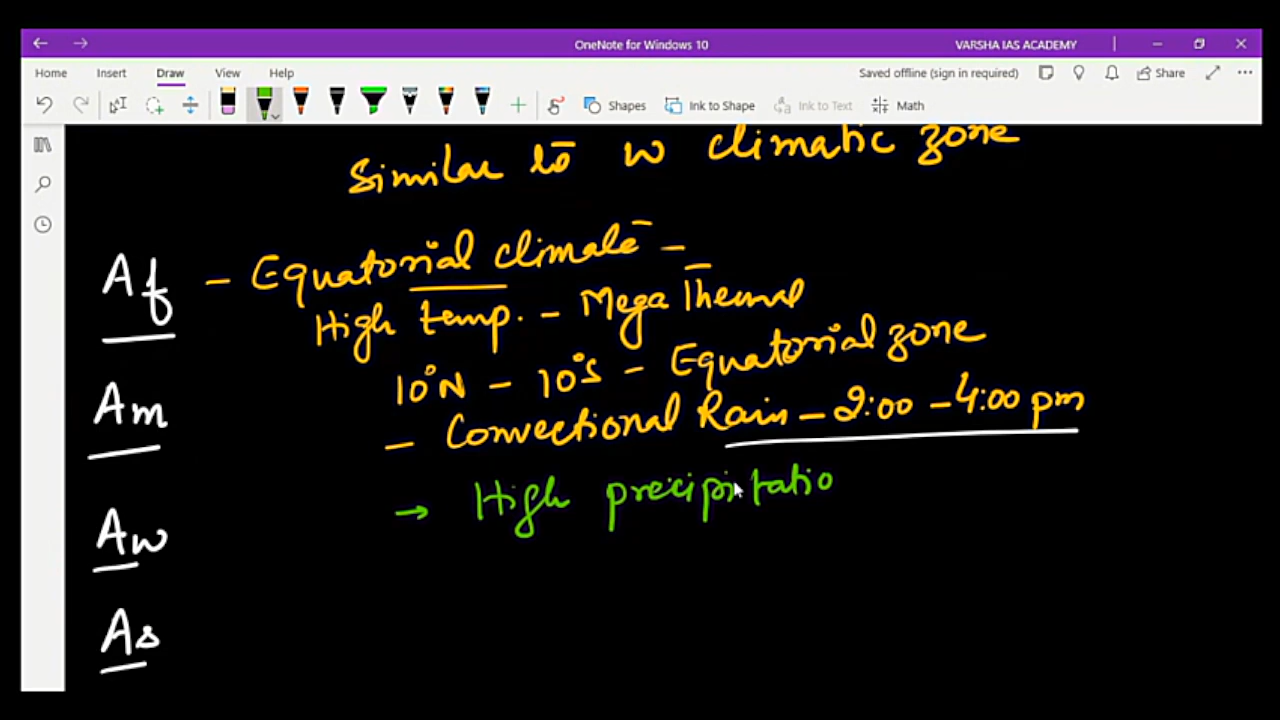 OneNote for Windows 10
VARSHA IAS ACADEMY
Home Insert Draw View Help
Saved offline (sign in required)
Share
Shapes
Ink to Shape
Ink to Text
Math
Similar to w climatic zone
Af - Equatorial climate -
High temp. - Mega Thermal
10°N - 10°S - Equatorial zone
- Convectional Rain - 2:00 - 4:00 pm
Am
→ High precipitatio
Aw
As